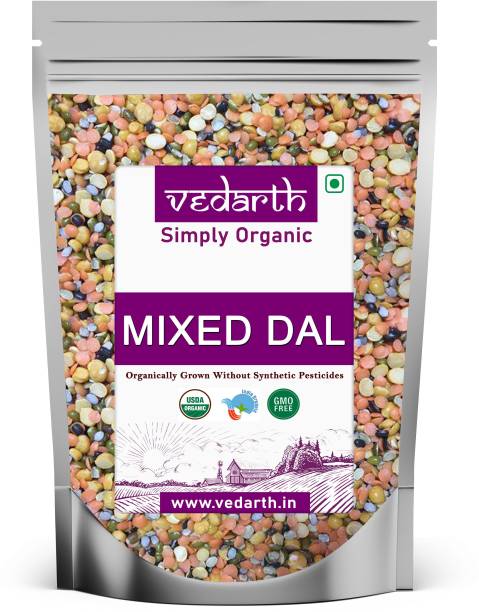 vedarth
Simply Organic
MIXED DAL
Organically Grown Without Synthetic Pesticides
USDA
ORGANIC
GMO
FREE
www.vedarth.in